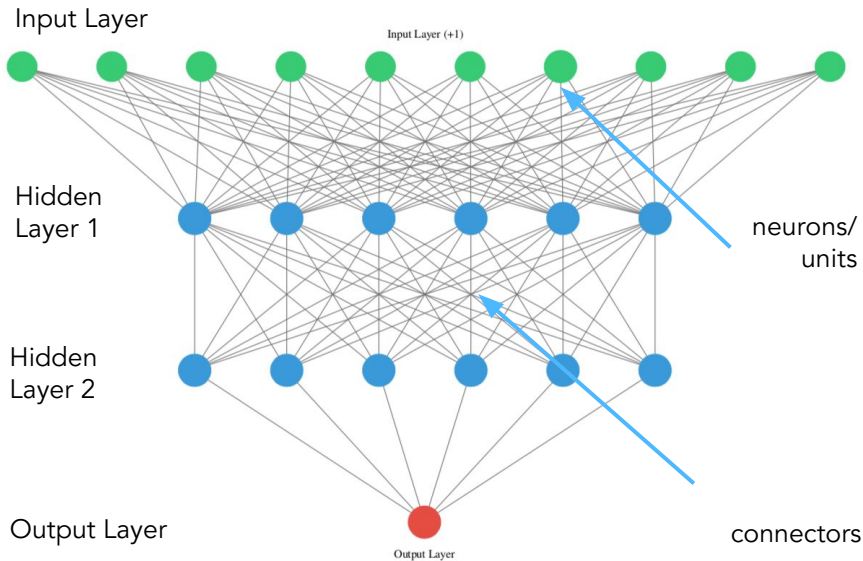 Input Layer
Input Layer (+1)
Hidden
Layer 1
neurons/
units
Hidden
Layer 2
Output Layer
connectors
Output Layer